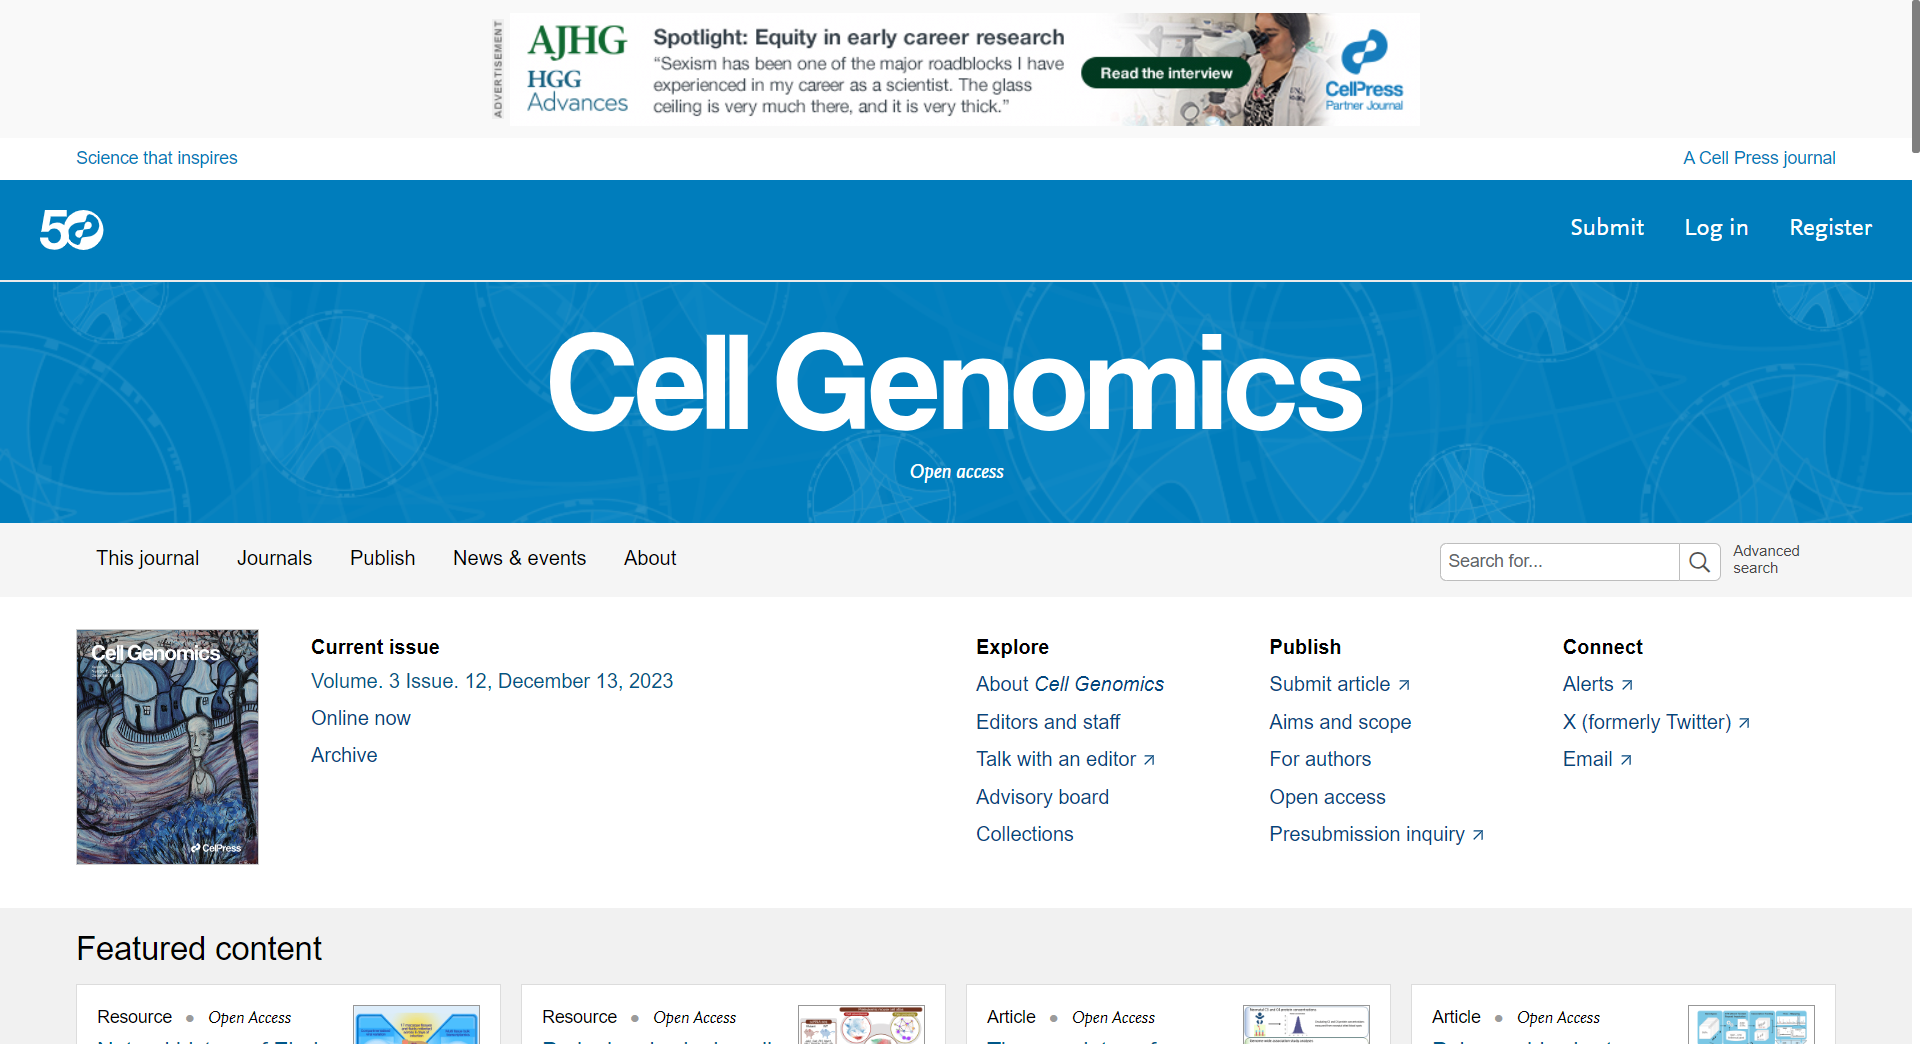 ADVERTISEMENT
AJHG
HGG
Advances
Spotlight: Equity in early career research
“Sexism has been one of the major roadblocks I have
experienced in my career as a scientist. The glass
ceiling is very much there, and it is very thick.”
Read the interview
CellPress
Partner Journal
Science that inspires
A Cell Press journal
50
Submit
Log in
Register
Cell Genomics
Open access
This journal
Journals
Publish
News & events
About
Search for...
Advanced
search
Cell Genomics
CellPress
Current issue
Volume. 3 Issue. 12, December 13, 2023
Online now
Archive
Explore
About Cell Genomics
Editors and staff
Talk with an editor
Advisory board
Collections
Publish
Submit article
Aims and scope
For authors
Open access
Presubmission inquiry
Connect
Alerts
X (formerly Twitter)
Email
Featured content
Resource • Open Access
Resource • Open Access
Article • Open Access
Article • Open Access